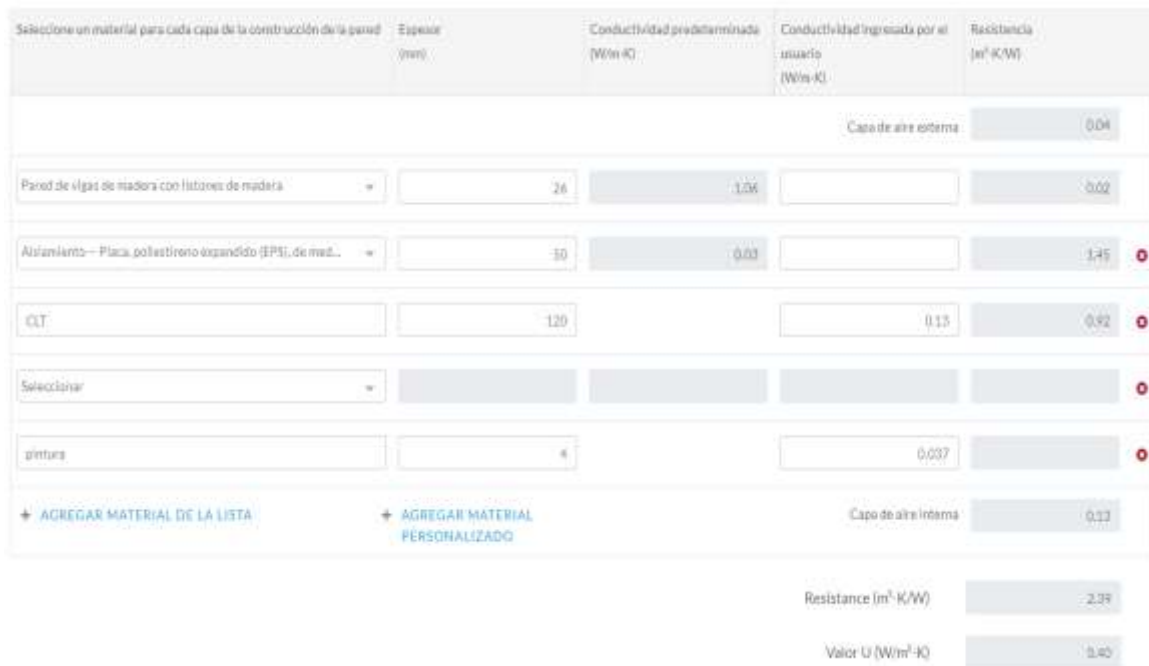 Seleccione un material para cada capa de la construcción de la pared
Espesor
(mm)
Conductividad predeterminada
(W/m-K)
Conductividad ingresada por el
usuario
(W/m-K)
Resistencia
(m²-K/W)
Capa de aire externa
0.04
Pared de vigas de madera con listones de madera
26
1.06
0.02
Aislamiento— Placa, poliestireno expandido (EPS), de med...
50
0.03
1.45
CLT
120
0.13
0.92
Seleccionar
pintura
4
0.037
+ AGREGAR MATERIAL DE LA LISTA
+ AGREGAR MATERIAL
PERSONALIZADO
Capa de aire interna
0.13
Resistance (m²-K/W)
2.39
Valor U (W/m²-K)
0.40